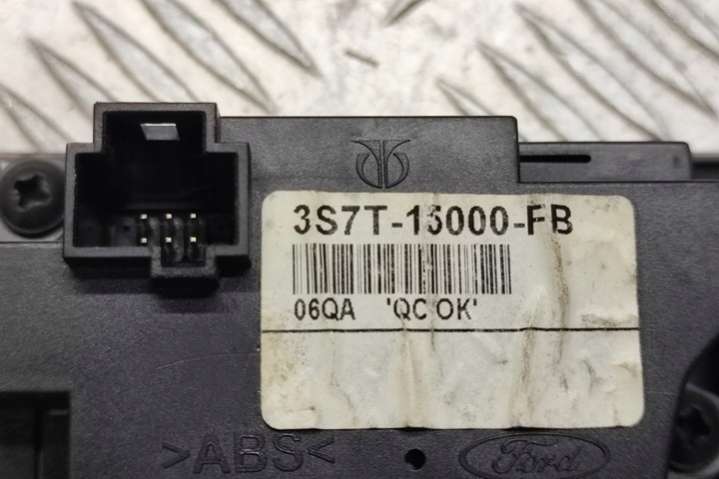 3S7T-15000-FB
06QA 'QC OK'
>ABS<
Ford